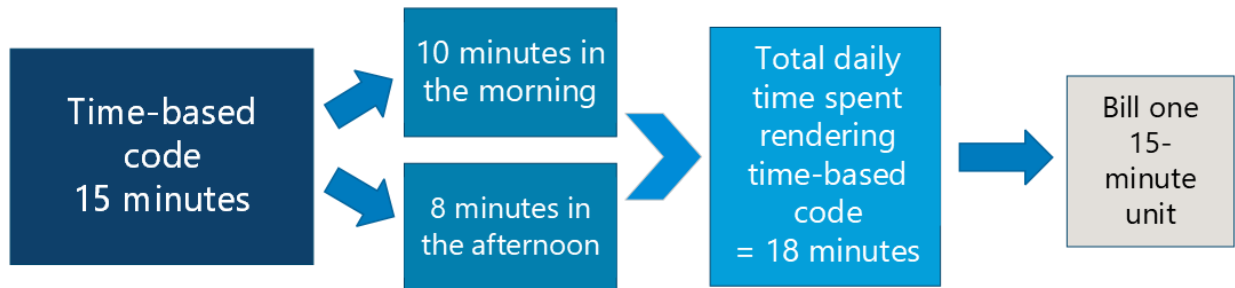 Time-based
code
15 minutes
10 minutes in
the morning
8 minutes in
the afternoon
Total daily
time spent
rendering
time-based
code
= 18 minutes
Bill one
15-
minute
unit